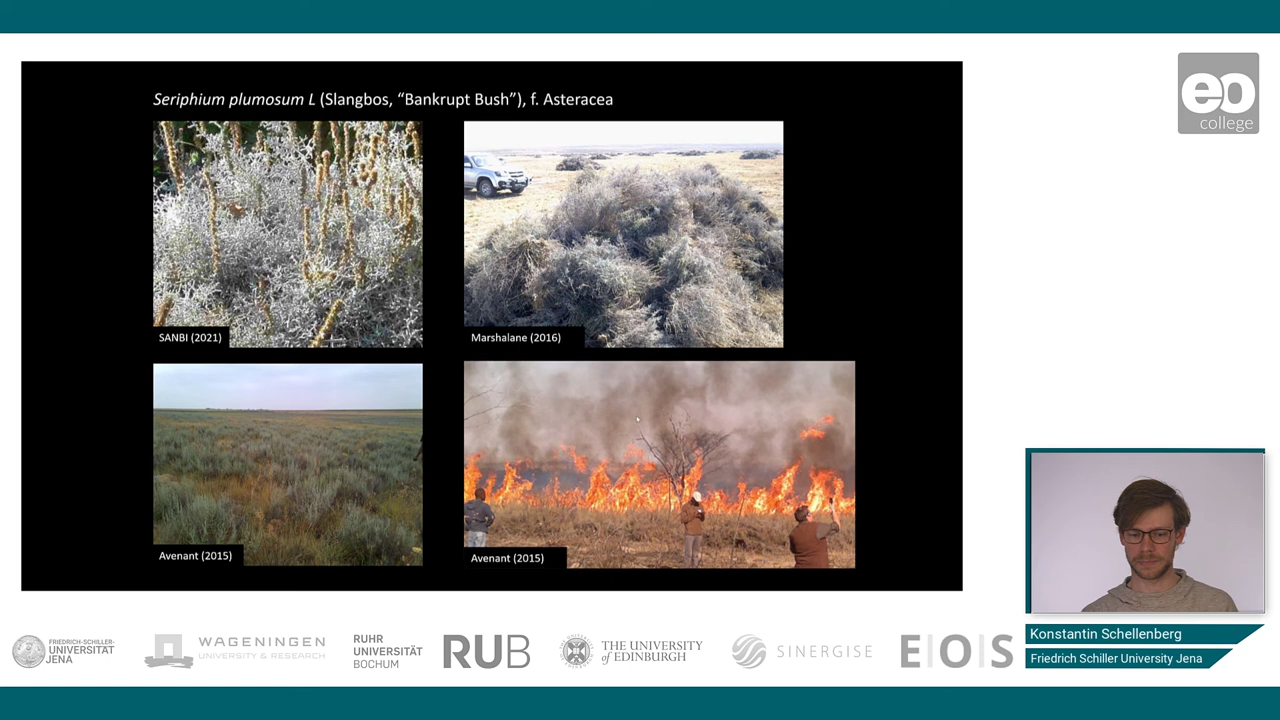 Seriphium plumosum L (Slangbos, “Bankrupt Bush”), f. Asteracea
SANBI (2021)
Marshalane (2016)
Avenant (2015)
Avenant (2015)
eo
college
Konstantin Schellenberg
Friedrich Schiller University Jena
FRIEDRICH-SCHILLER-
UNIVERSITÄT
JENA
WAGENINGEN
UNIVERSITY & RESEARCH
RUHR
UNIVERSITÄT
BOCHUM
RUB
THE UNIVERSITY
of EDINBURGH
SINERGISE
E|O|S